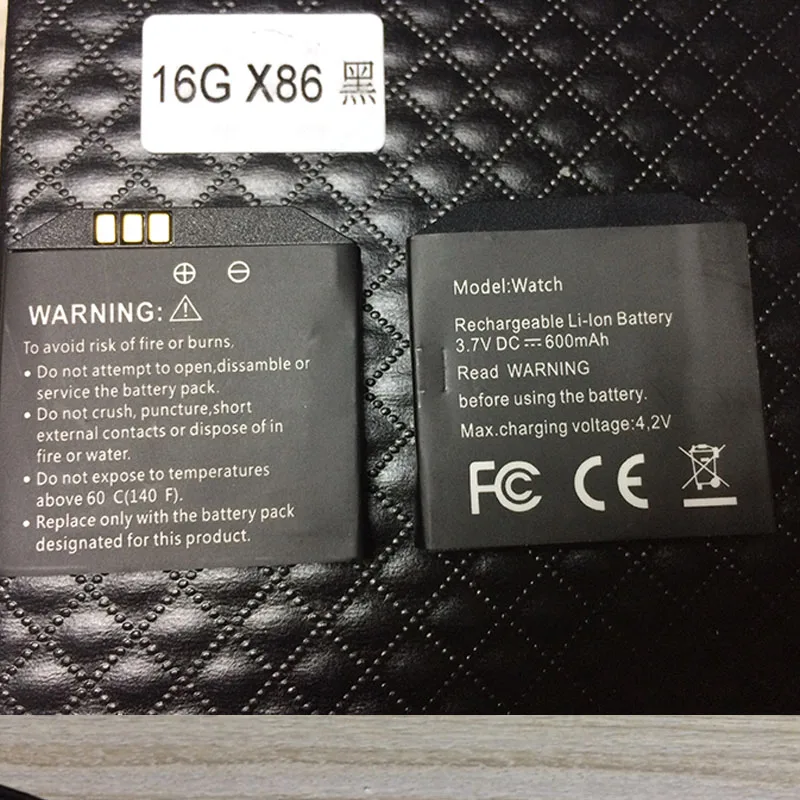 16G X86 黑
⊕ ⊖
WARNING: ⚠
To avoid risk of fire or burns.
• Do not attempt to open,dissamble or
service the battery pack.
• Do not crush, puncture,short
external contacts or dispose of in
fire or water.
• Do not expose to temperatures
above 60 C(140 F).
• Replace only with the battery pack
designated for this product.
Model:Watch
Rechargeable Li-Ion Battery
3.7V DC⎓600mAh
Read WARNING
before using the battery.
Max.charging voltage:4,2V
FC CE